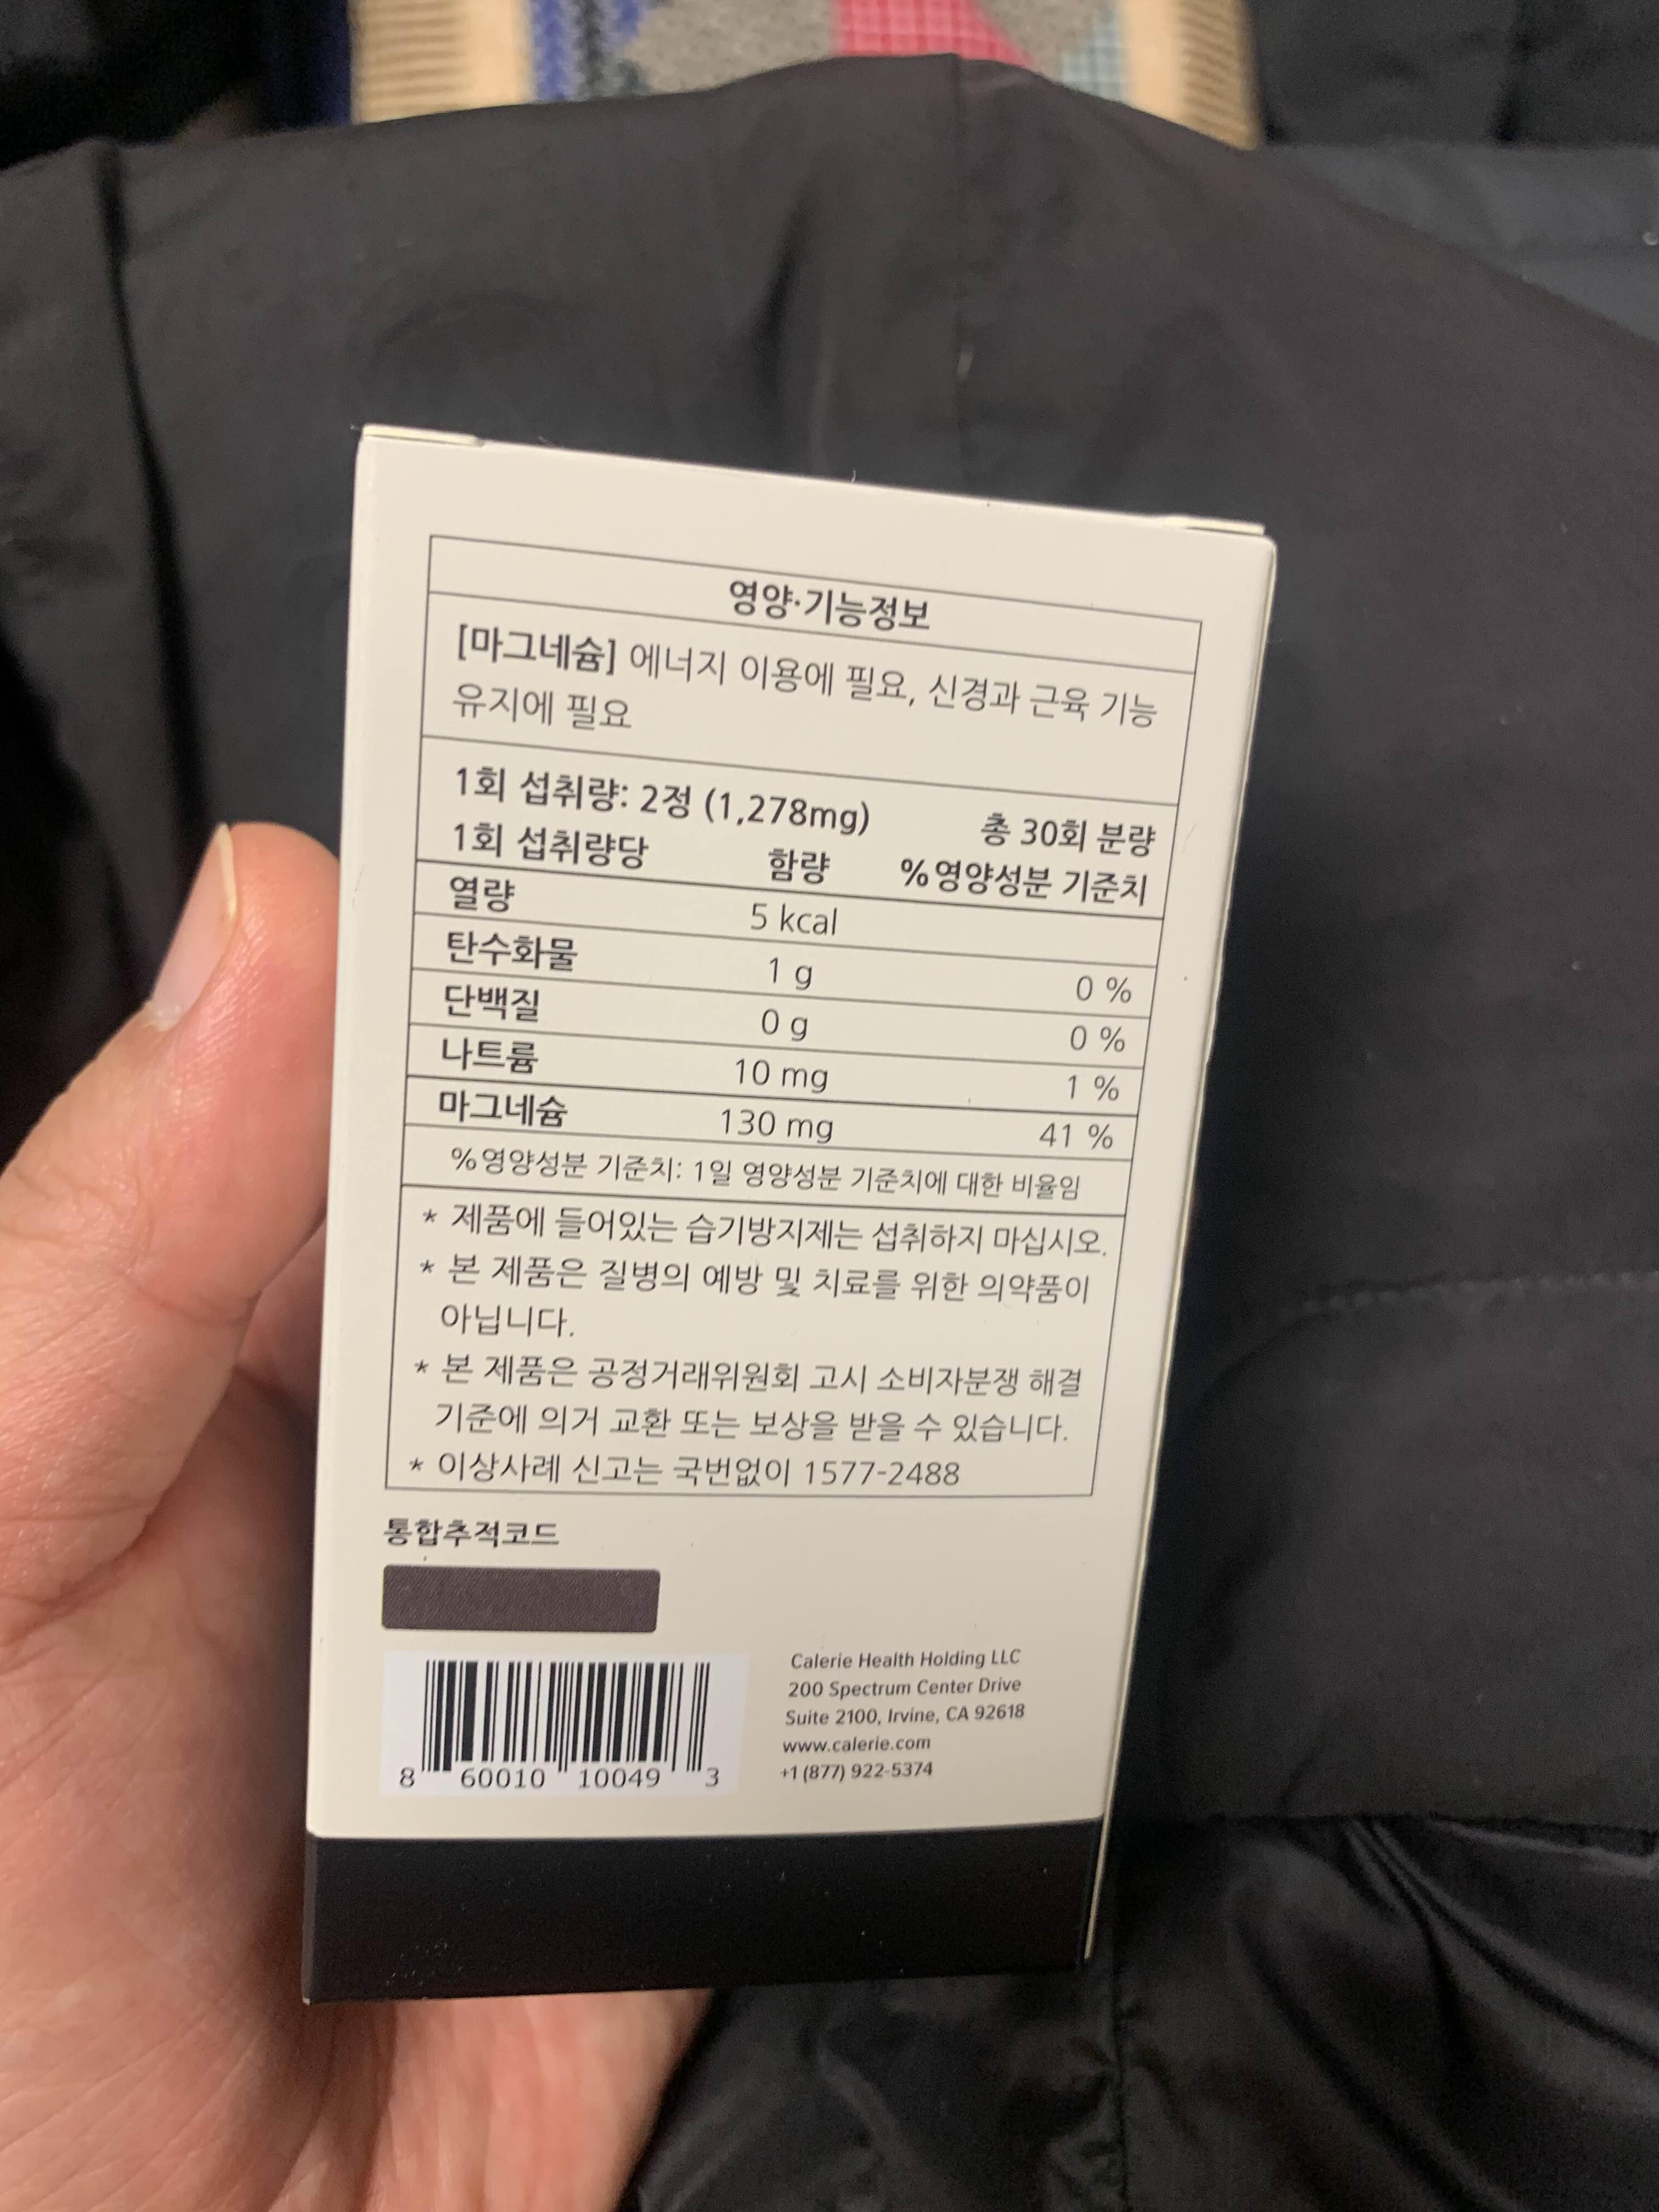 영양·기능정보
[마그네슘] 에너지 이용에 필요, 신경과 근육 기능
유지에 필요
1회 섭취량: 2정 (1,278mg) 총 30회 분량
1회 섭취량당 함량 %영양성분 기준치
열량 5 kcal
탄수화물 1 g 0 %
단백질 0 g 0 %
나트륨 10 mg 1 %
마그네슘 130 mg 41 %
%영양성분 기준치: 1일 영양성분 기준치에 대한 비율임
* 제품에 들어있는 습기방지제는 섭취하지 마십시오.
* 본 제품은 질병의 예방 및 치료를 위한 의약품이
아닙니다.
* 본 제품은 공정거래위원회 고시 소비자분쟁 해결
기준에 의거 교환 또는 보상을 받을 수 있습니다.
* 이상사례 신고는 국번없이 1577-2488
통합추적코드
8 60010 10049 3
Calerie Health Holding LLC
200 Spectrum Center Drive
Suite 2100, Irvine, CA 92618
www.calerie.com
+1 (877) 922-5374